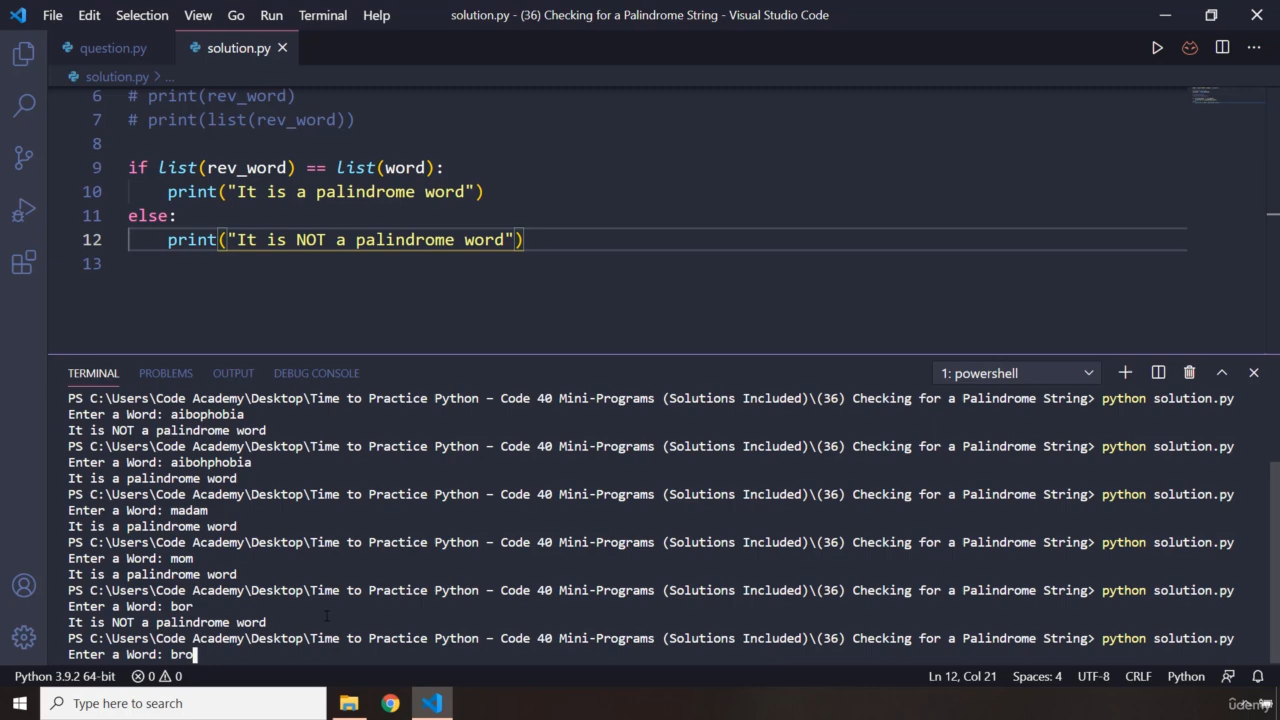 File Edit Selection View Go Run Terminal Help solution.py - (36) Checking for a Palindrome String - Visual Studio Code
question.py solution.py
solution.py > ...
6 # print(rev_word)
7 # print(list(rev_word))
8
9 if list(rev_word) == list(word):
10 print("It is a palindrome word")
11 else:
12 print("It is NOT a palindrome word")
13
TERMINAL PROBLEMS OUTPUT DEBUG CONSOLE 1: powershell
PS C:\Users\Code Academy\Desktop\Time to Practice Python – Code 40 Mini-Programs (Solutions Included)\(36) Checking for a Palindrome String> python solution.py
Enter a Word: aibophobia
It is NOT a palindrome word
PS C:\Users\Code Academy\Desktop\Time to Practice Python – Code 40 Mini-Programs (Solutions Included)\(36) Checking for a Palindrome String> python solution.py
Enter a Word: aibohphobia
It is a palindrome word
PS C:\Users\Code Academy\Desktop\Time to Practice Python – Code 40 Mini-Programs (Solutions Included)\(36) Checking for a Palindrome String> python solution.py
Enter a Word: madam
It is a palindrome word
PS C:\Users\Code Academy\Desktop\Time to Practice Python – Code 40 Mini-Programs (Solutions Included)\(36) Checking for a Palindrome String> python solution.py
Enter a Word: mom
It is a palindrome word
PS C:\Users\Code Academy\Desktop\Time to Practice Python – Code 40 Mini-Programs (Solutions Included)\(36) Checking for a Palindrome String> python solution.py
Enter a Word: bor
It is NOT a palindrome word
PS C:\Users\Code Academy\Desktop\Time to Practice Python – Code 40 Mini-Programs (Solutions Included)\(36) Checking for a Palindrome String> python solution.py
Enter a Word: bro
Python 3.9.2 64-bit 0 0 Ln 12, Col 21 Spaces: 4 UTF-8 CRLF Python
Type here to search udemy